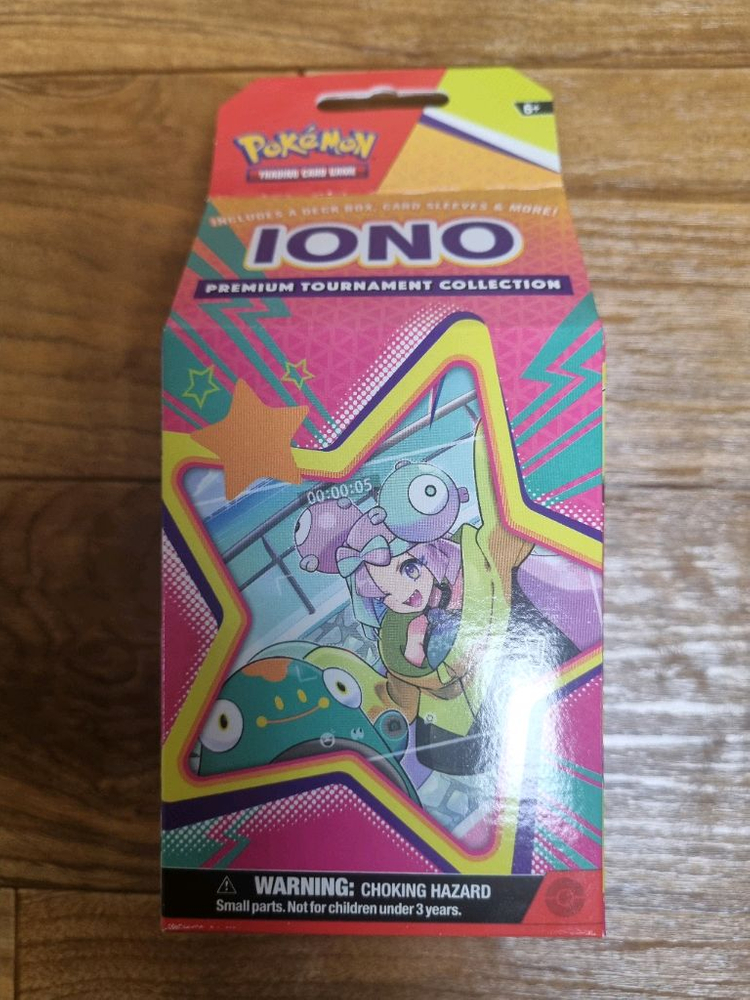 6+
Pokémon
TRADING CARD GAME
INCLUDES A DECK BOX, CARD SLEEVES & MORE!
IONO
PREMIUM TOURNAMENT COLLECTION
00:00:05
WARNING: CHOKING HAZARD
Small parts. Not for children under 3 years.